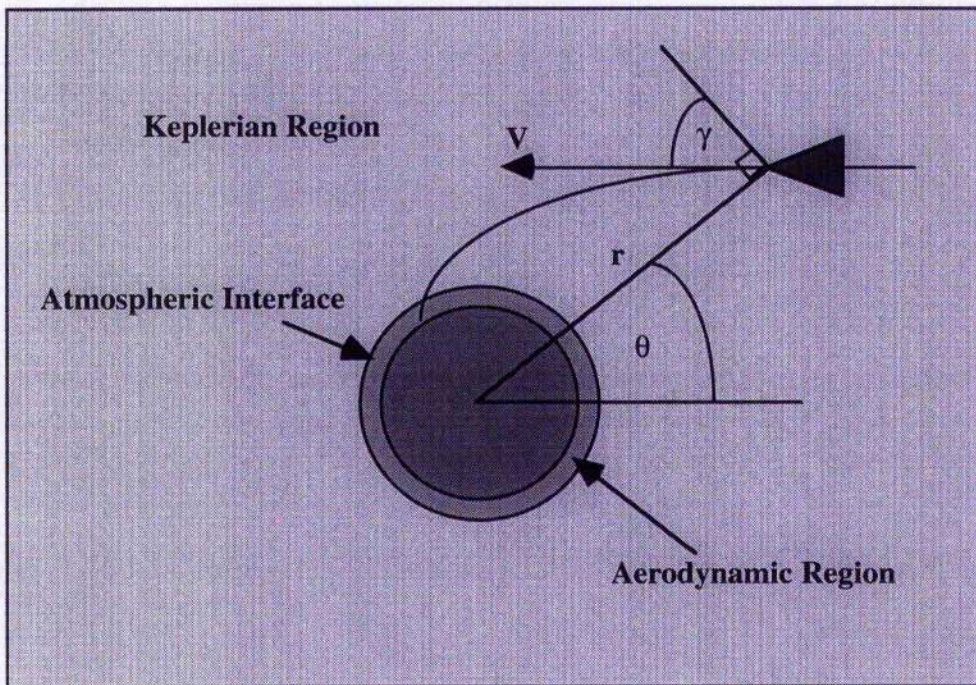 Keplerian Region
V
γ
r
Atmospheric Interface
θ
Aerodynamic Region